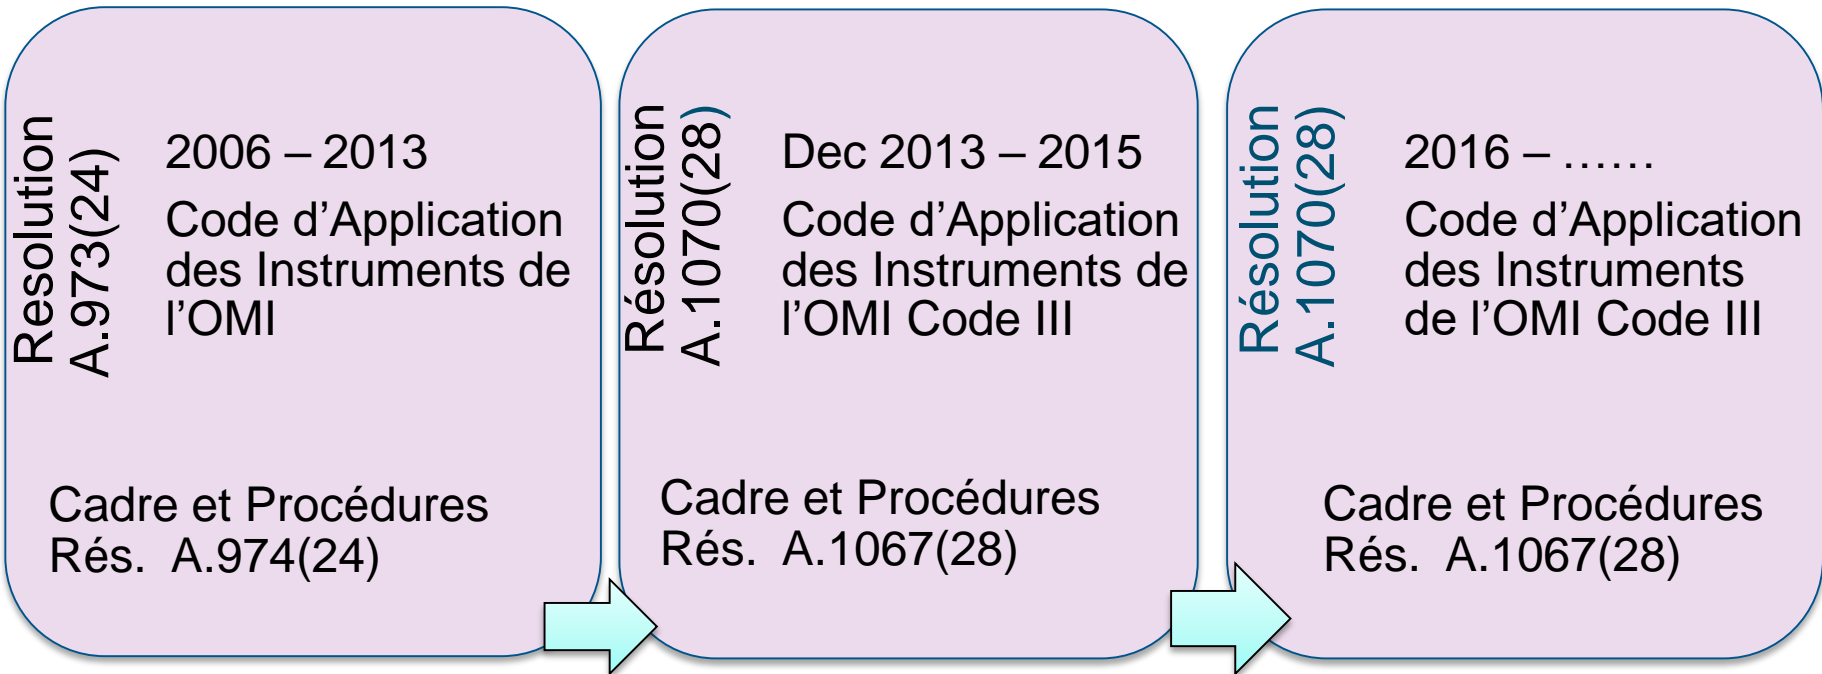 Resolution
A.973(24)
2006 – 2013
Code d’Application
des Instruments de
l’OMI
Cadre et Procédures
Rés.  A.974(24)
Résolution
A.1070(28)
Dec 2013 – 2015
Code d’Application
des Instruments de
l’OMI Code III
Cadre et Procédures
Rés.  A.1067(28)
Résolution
A.1070(28)
2016 – ……
Code d’Application
des Instruments
de l’OMI Code III
Cadre et Procédures
Rés.  A.1067(28)